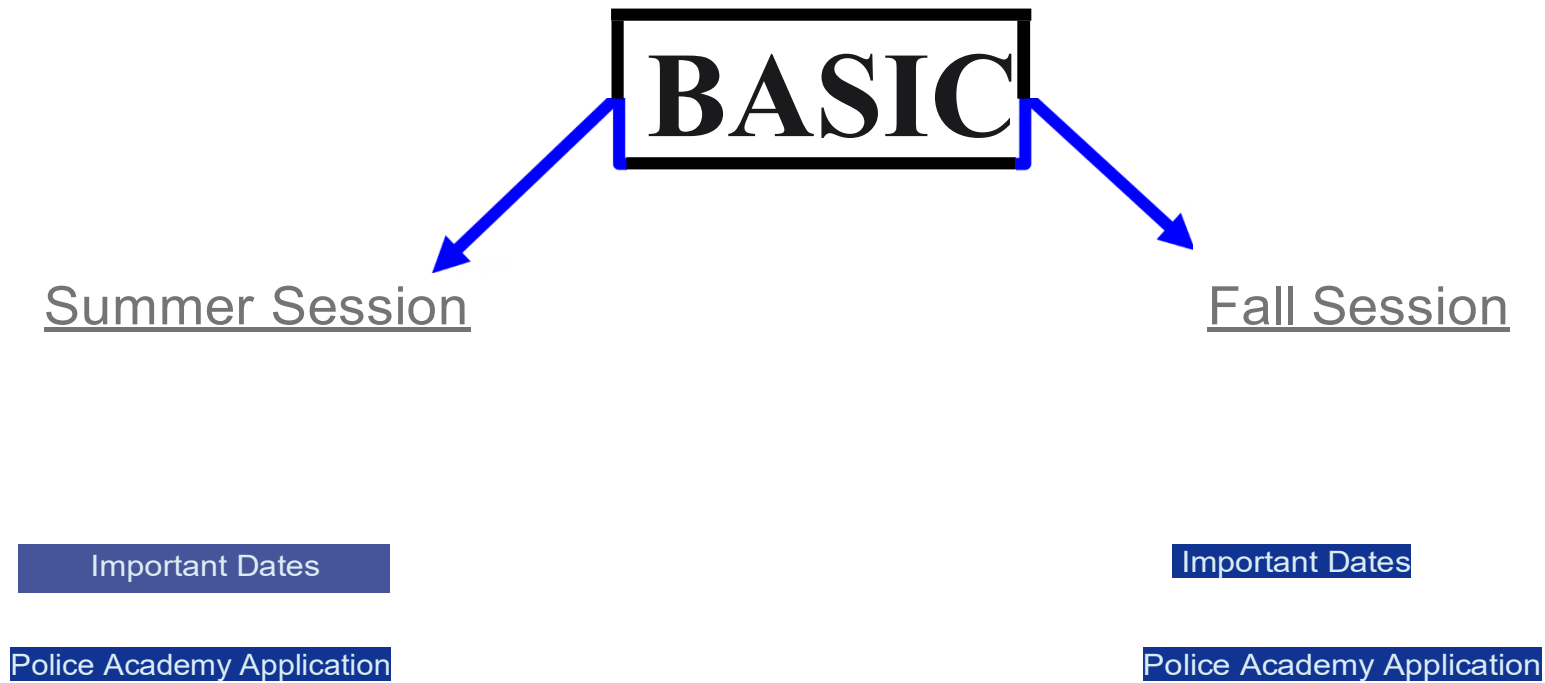 BASIC
Summer Session
Fall Session
Important Dates
Important Dates
Police Academy Application
Police Academy Application